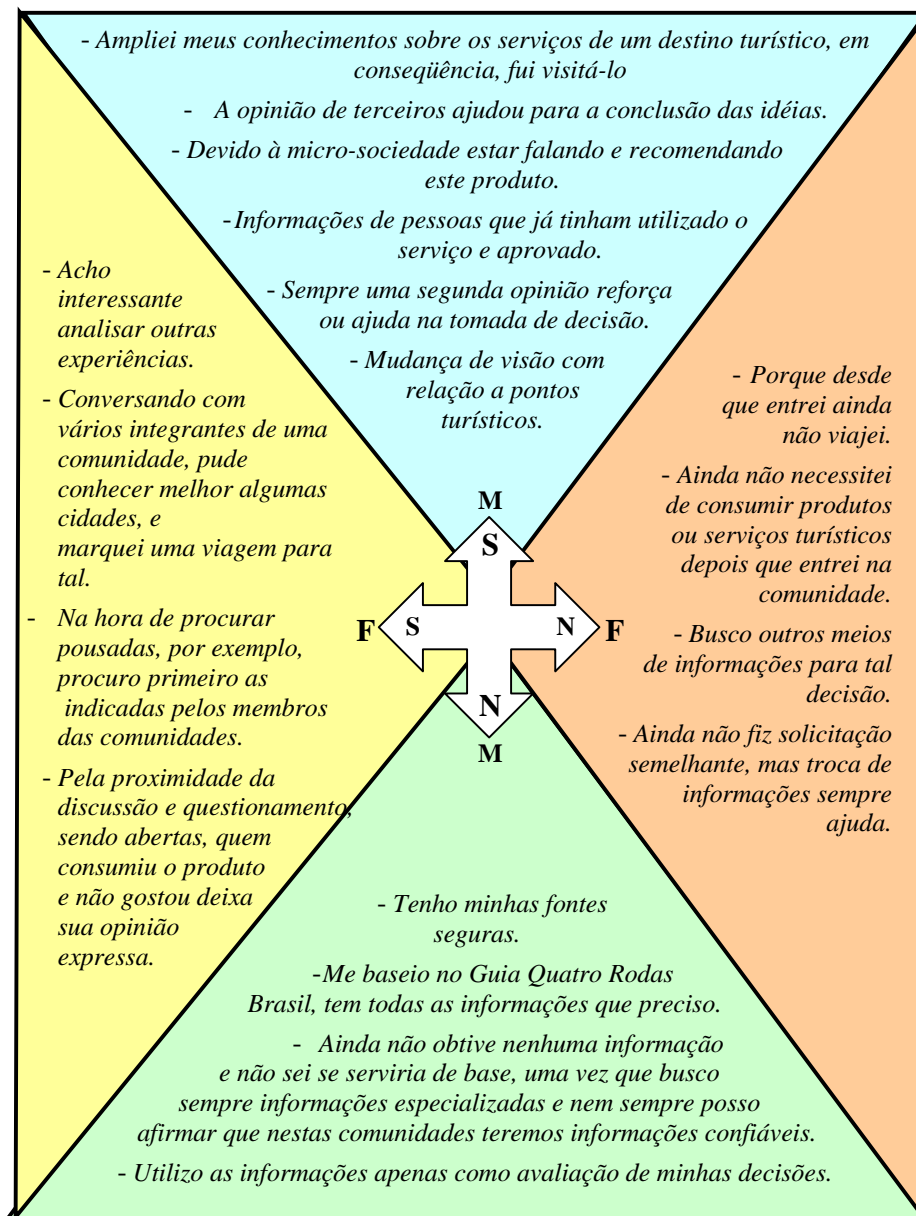 - Ampliei meus conhecimentos sobre os serviços de um destino turístico, em
conseqüência, fui visitá-lo
- A opinião de terceiros ajudou para a conclusão das idéias.
- Devido à micro-sociedade estar falando e recomendando
este produto.
-Informações de pessoas que já tinham utilizado o
serviço e aprovado.
- Sempre uma segunda opinião reforça
ou ajuda na tomada de decisão.
- Mudança de visão com
relação a pontos
turísticos.
- Acho
interessante
analisar outras
experiências.
- Conversando com
vários integrantes de uma
comunidade, pude
conhecer melhor algumas
cidades, e
marquei uma viagem para
tal.
- Na hora de procurar
pousadas, por exemplo,
procuro primeiro as
indicadas pelos membros
das comunidades.
- Pela proximidade da
discussão e questionamento,
sendo abertas, quem
consumiu o produto
e não gostou deixa
sua opinião
expressa.
M
S
F S N F
N
M
- Porque desde
que entrei ainda
não viajei.
- Ainda não necessitei
de consumir produtos
ou serviços turísticos
depois que entrei na
comunidade.
- Busco outros meios
de informações para tal
decisão.
- Ainda não fiz solicitação
semelhante, mas troca de
informações sempre
ajuda.
- Tenho minhas fontes
seguras.
-Me baseio no Guia Quatro Rodas
Brasil, tem todas as informações que preciso.
- Ainda não obtive nenhuma informação
e não sei se serviria de base, uma vez que busco
sempre informações especializadas e nem sempre posso
afirmar que nestas comunidades teremos informações confiáveis.
- Utilizo as informações apenas como avaliação de minhas decisões.